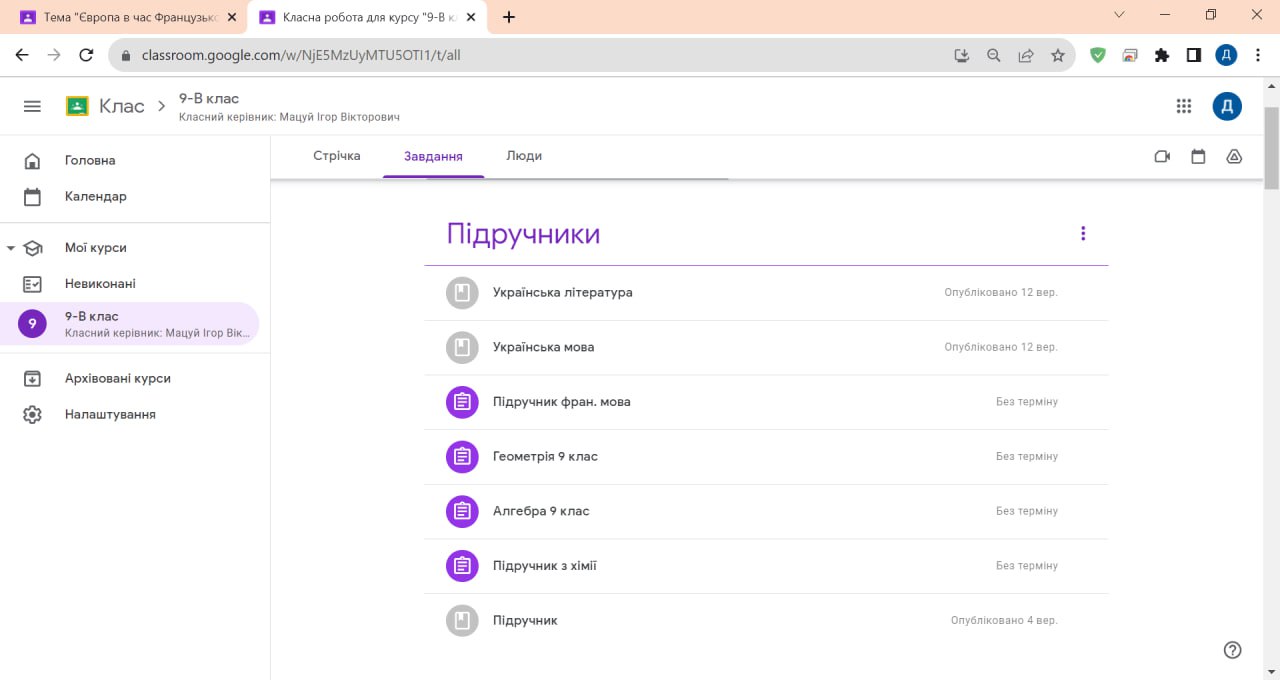 Тема "Європа в час Французьк
Класна робота для курсу "9-В кл
classroom.google.com/w/NjE5MzUyMTU5OTI1/t/all
Д
Клас
9-В клас
Класний керівник: Мацуй Ігор Вікторович
Д
Головна
Календар
Мої курси
Невиконані
9
9-В клас
Класний керівник: Мацуй Ігор Вік...
Архівовані курси
Налаштування
Стрічка Завдання Люди
Підручники
Українська література Опубліковано 12 вер.
Українська мова Опубліковано 12 вер.
Підручник фран. мова Без терміну
Геометрія 9 клас Без терміну
Алгебра 9 клас Без терміну
Підручник з хімії Без терміну
Підручник Опубліковано 4 вер.